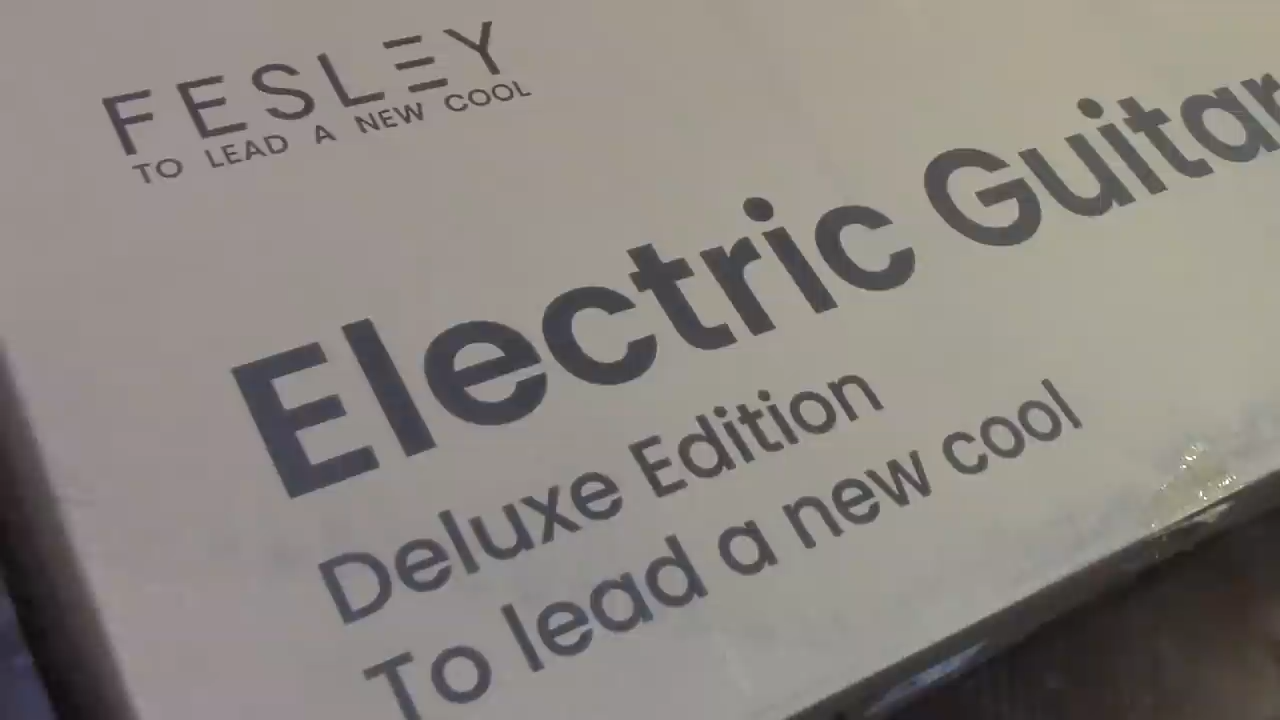 FESLEY
TO LEAD A NEW COOL
Electric Guitar
Deluxe Edition
To lead a new cool